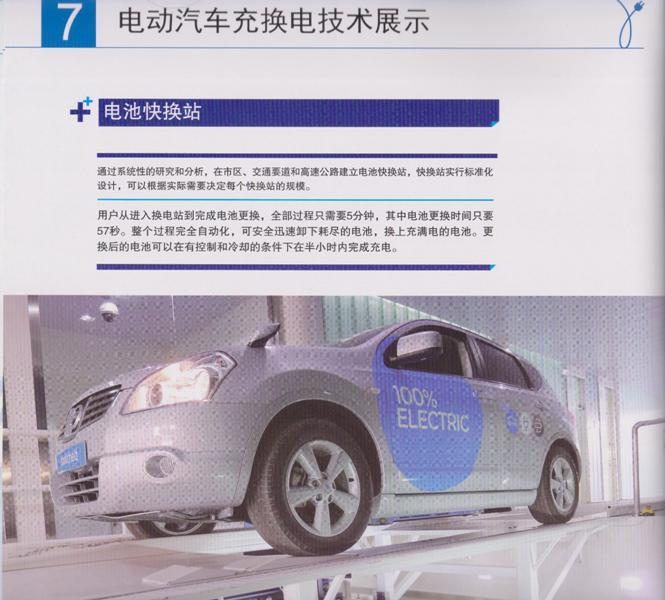 7 电动汽车充换电技术展示
电池快换站
通过系统性的研究和分析，在市区、交通要道和高速公路建立电池快换站，快换站实行标准化
设计，可以根据实际需要决定每个快换站的规模。
用户从进入换电站到完成电池更换，全部过程只需要5分钟，其中电池更换时间只要
57秒。整个过程完全自动化，可安全迅速卸下耗尽的电池，换上充满电的电池。更
换后的电池可以在有控制和冷却的条件下在半小时内完成充电。
100%
ELECTRIC